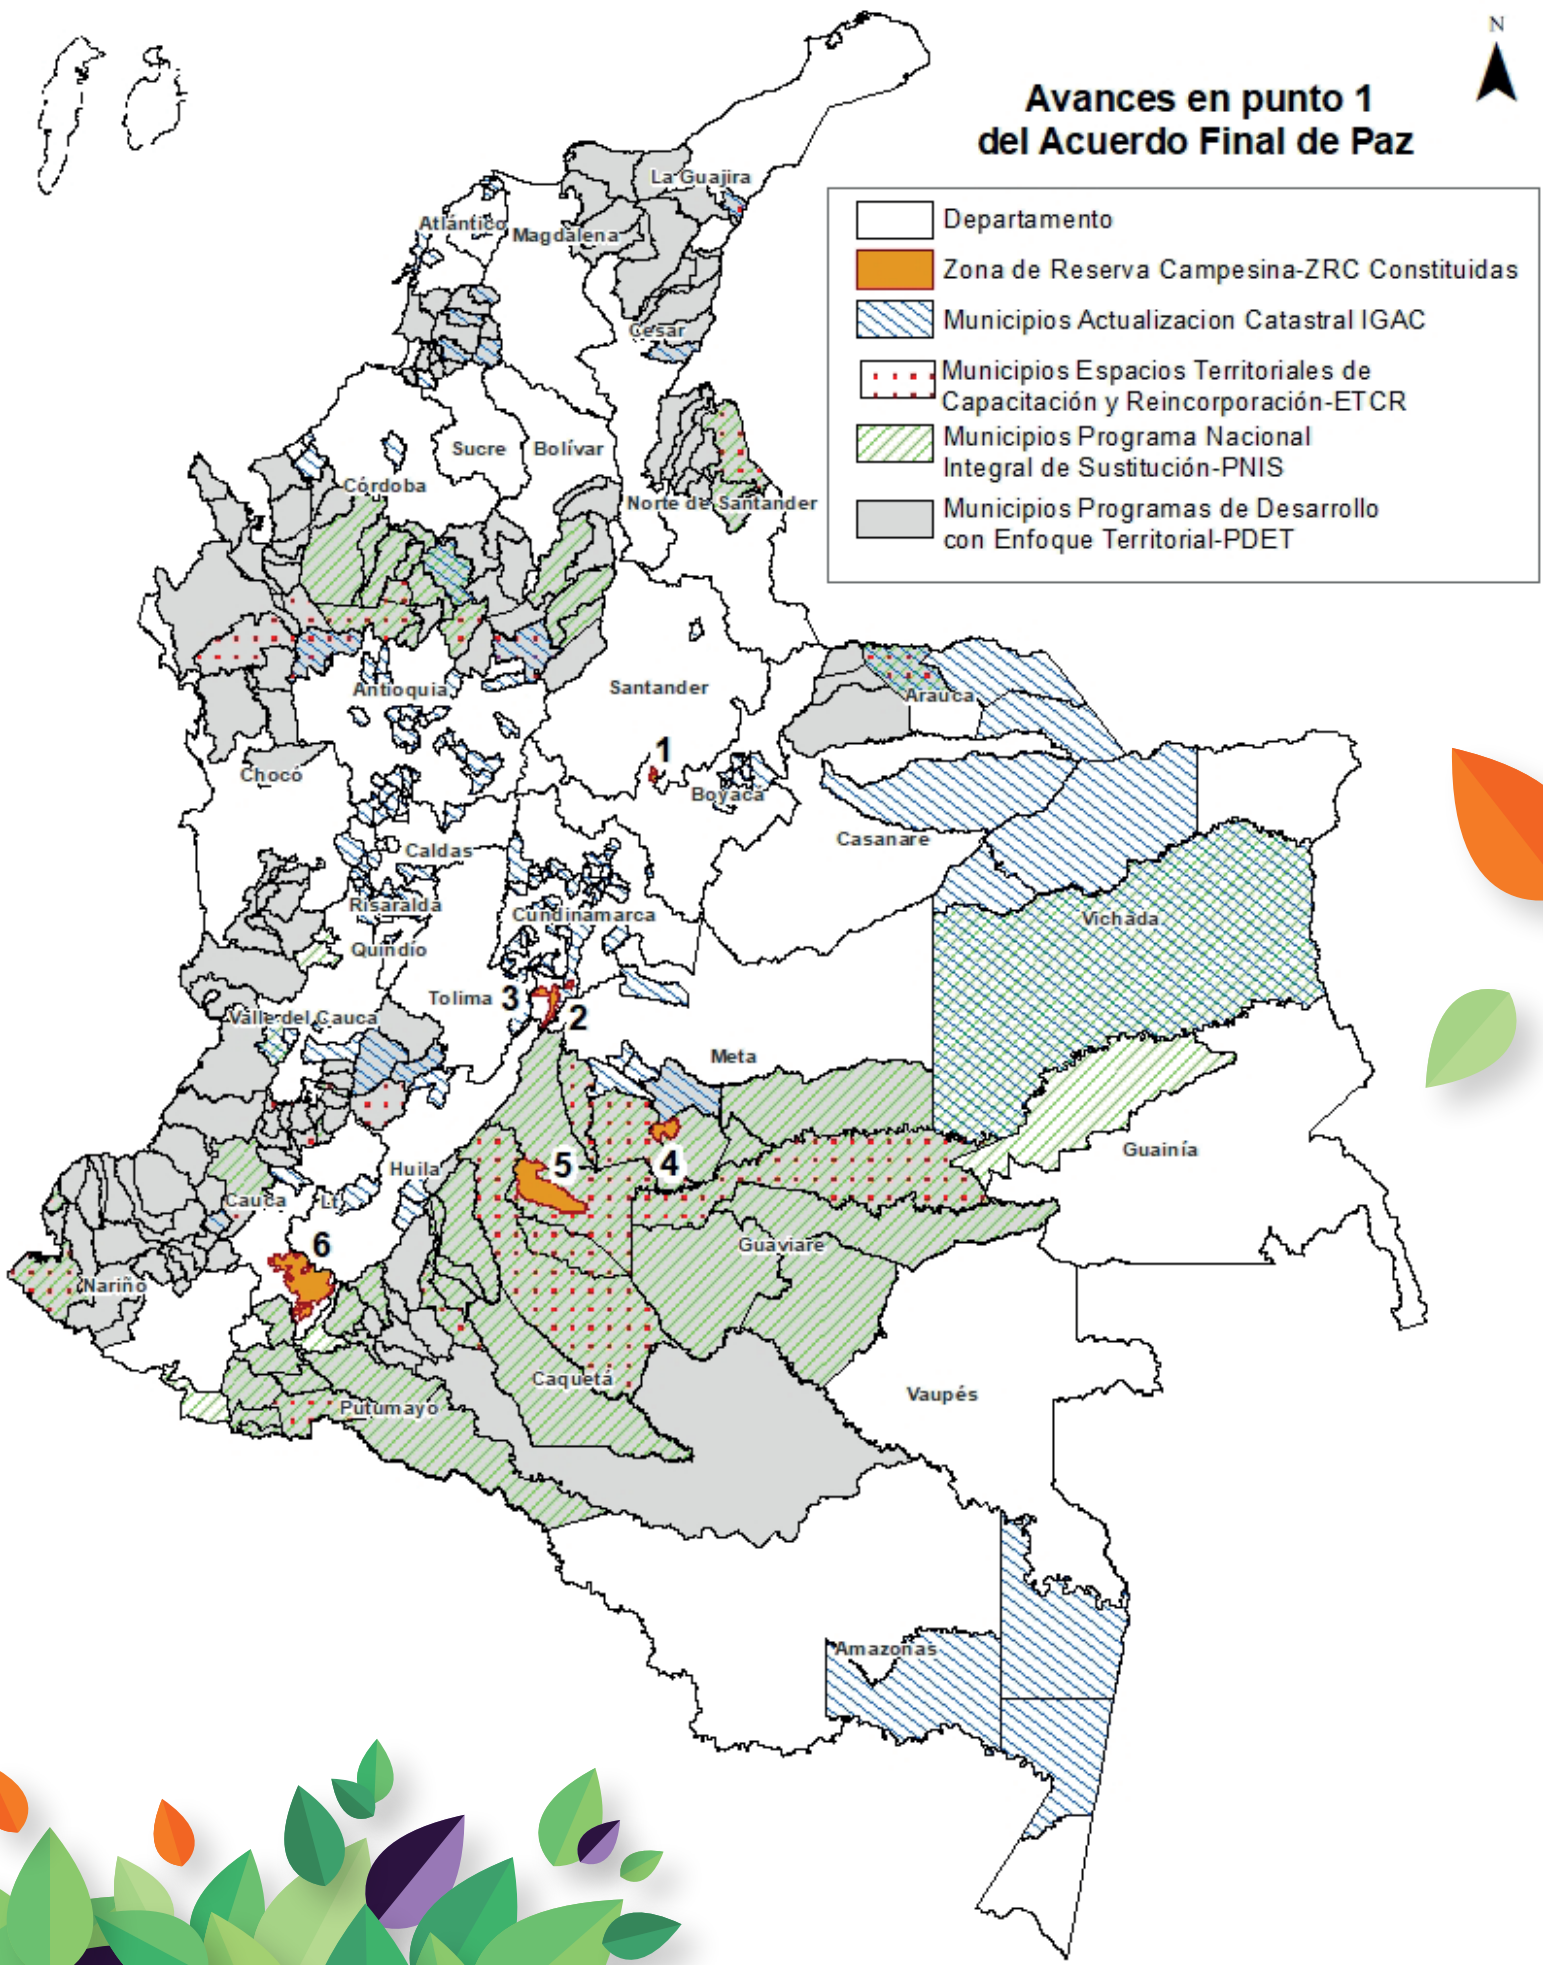 N
Avances en punto 1
del Acuerdo Final de Paz
Departamento
Zona de Reserva Campesina-ZRC Constituidas
Municipios Actualizacion Catastral IGAC
Municipios Espacios Territoriales de
Capacitación y Reincorporación-ETCR
Municipios Programa Nacional
Integral de Sustitución-PNIS
Municipios Programas de Desarrollo
con Enfoque Territorial-PDET
La Guajira
Atlántico
Magdalena
Cesar
Sucre
Bolívar
Córdoba
Norte de Santander
Antioquia
Santander
Arauca
1
Chocó
Boyacá
Casanare
Caldas
Risaralda
Cundinamarca
Vichada
Quindío
Tolima
3
2
Valle del Cauca
Meta
Guainía
5
4
Huila
Cauca
Lt
6
Guaviare
Nariño
Caquetá
Vaupés
Putumayo
Amazonas